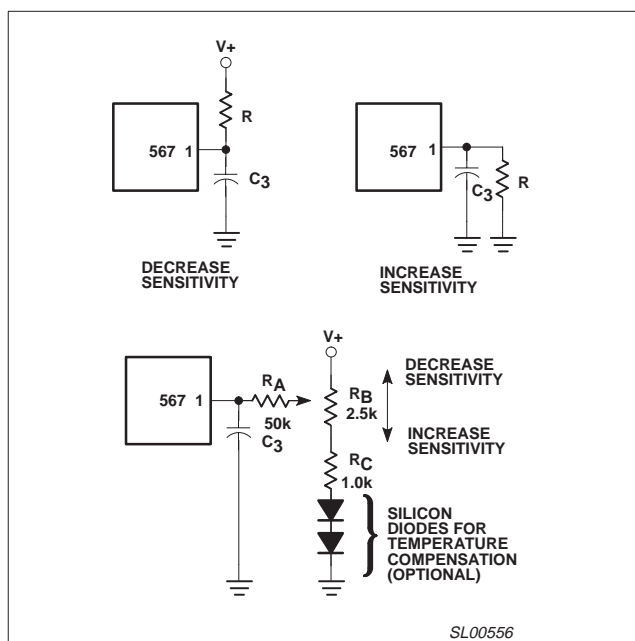 V+
R
567 1
C3
DECREASE
SENSITIVITY
567 1
C3
R
INCREASE
SENSITIVITY
V+
567 1
RA
50k
C3
RB
2.5k
DECREASE
SENSITIVITY
INCREASE
SENSITIVITY
RC
1.0k
SILICON
DIODES FOR
TEMPERATURE
COMPENSATION
(OPTIONAL)
SL00556